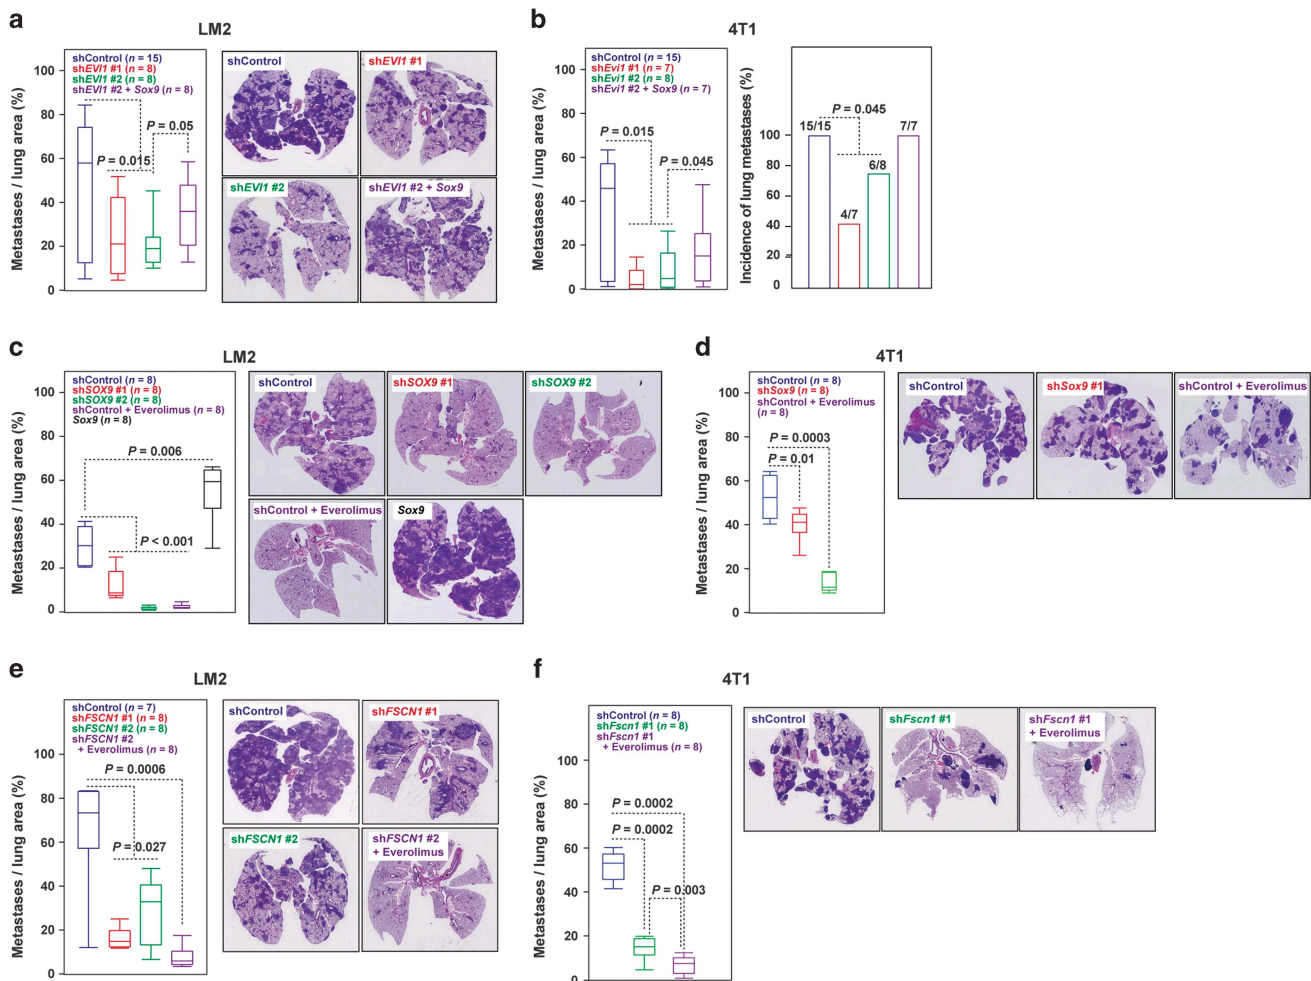 a
LM2
Metastases / lung area (%)
100
80
60
40
20
0
shControl (n = 15)
shEVI1 #1 (n = 8)
shEVI1 #2 (n = 8)
shEVI1 #2 + Sox9 (n = 8)
P = 0.05
P = 0.015
shControl
shEVI1 #1
shEVI1 #2
shEVI1 #2 + Sox9
b
4T1
Metastases / lung area (%)
100
80
60
40
20
0
shControl (n = 15)
shEvi1 #1 (n = 7)
shEvi1 #2 (n = 8)
shEvi1 #2 + Sox9 (n = 7)
P = 0.015
P = 0.045
Incidence of lung metastases (%)
100
80
60
40
20
0
P = 0.045
15/15
7/7
6/8
4/7
c
LM2
Metastases / lung area (%)
100
80
60
40
20
0
shControl (n = 8)
shSOX9 #1 (n = 8)
shSOX9 #2 (n = 8)
shControl + Everolimus (n = 8)
Sox9 (n = 8)
P = 0.006
P < 0.001
shControl
shSOX9 #1
shSOX9 #2
shControl + Everolimus
Sox9
d
4T1
Metastases / lung area (%)
100
80
60
40
20
0
shControl (n = 8)
shSox9 (n = 8)
shControl + Everolimus
(n = 8)
P = 0.0003
P = 0.01
shControl
shSox9 #1
shControl + Everolimus
e
LM2
Metastases / lung area (%)
100
80
60
40
20
0
shControl (n = 7)
shFSCN1 #1 (n = 8)
shFSCN1 #2 (n = 8)
shFSCN1 #2
+ Everolimus (n = 8)
P = 0.0006
P = 0.027
shControl
shFSCN1 #1
shFSCN1 #2
shFSCN1 #2
+ Everolimus
f
4T1
Metastases / lung area (%)
100
80
60
40
20
0
shControl (n = 8)
shFscn1 #1 (n = 8)
shFscn1 #1
+ Everolimus (n = 8)
P = 0.0002
P = 0.0002
P = 0.003
shControl
shFscn1 #1
shFscn1 #1
+ Everolimus